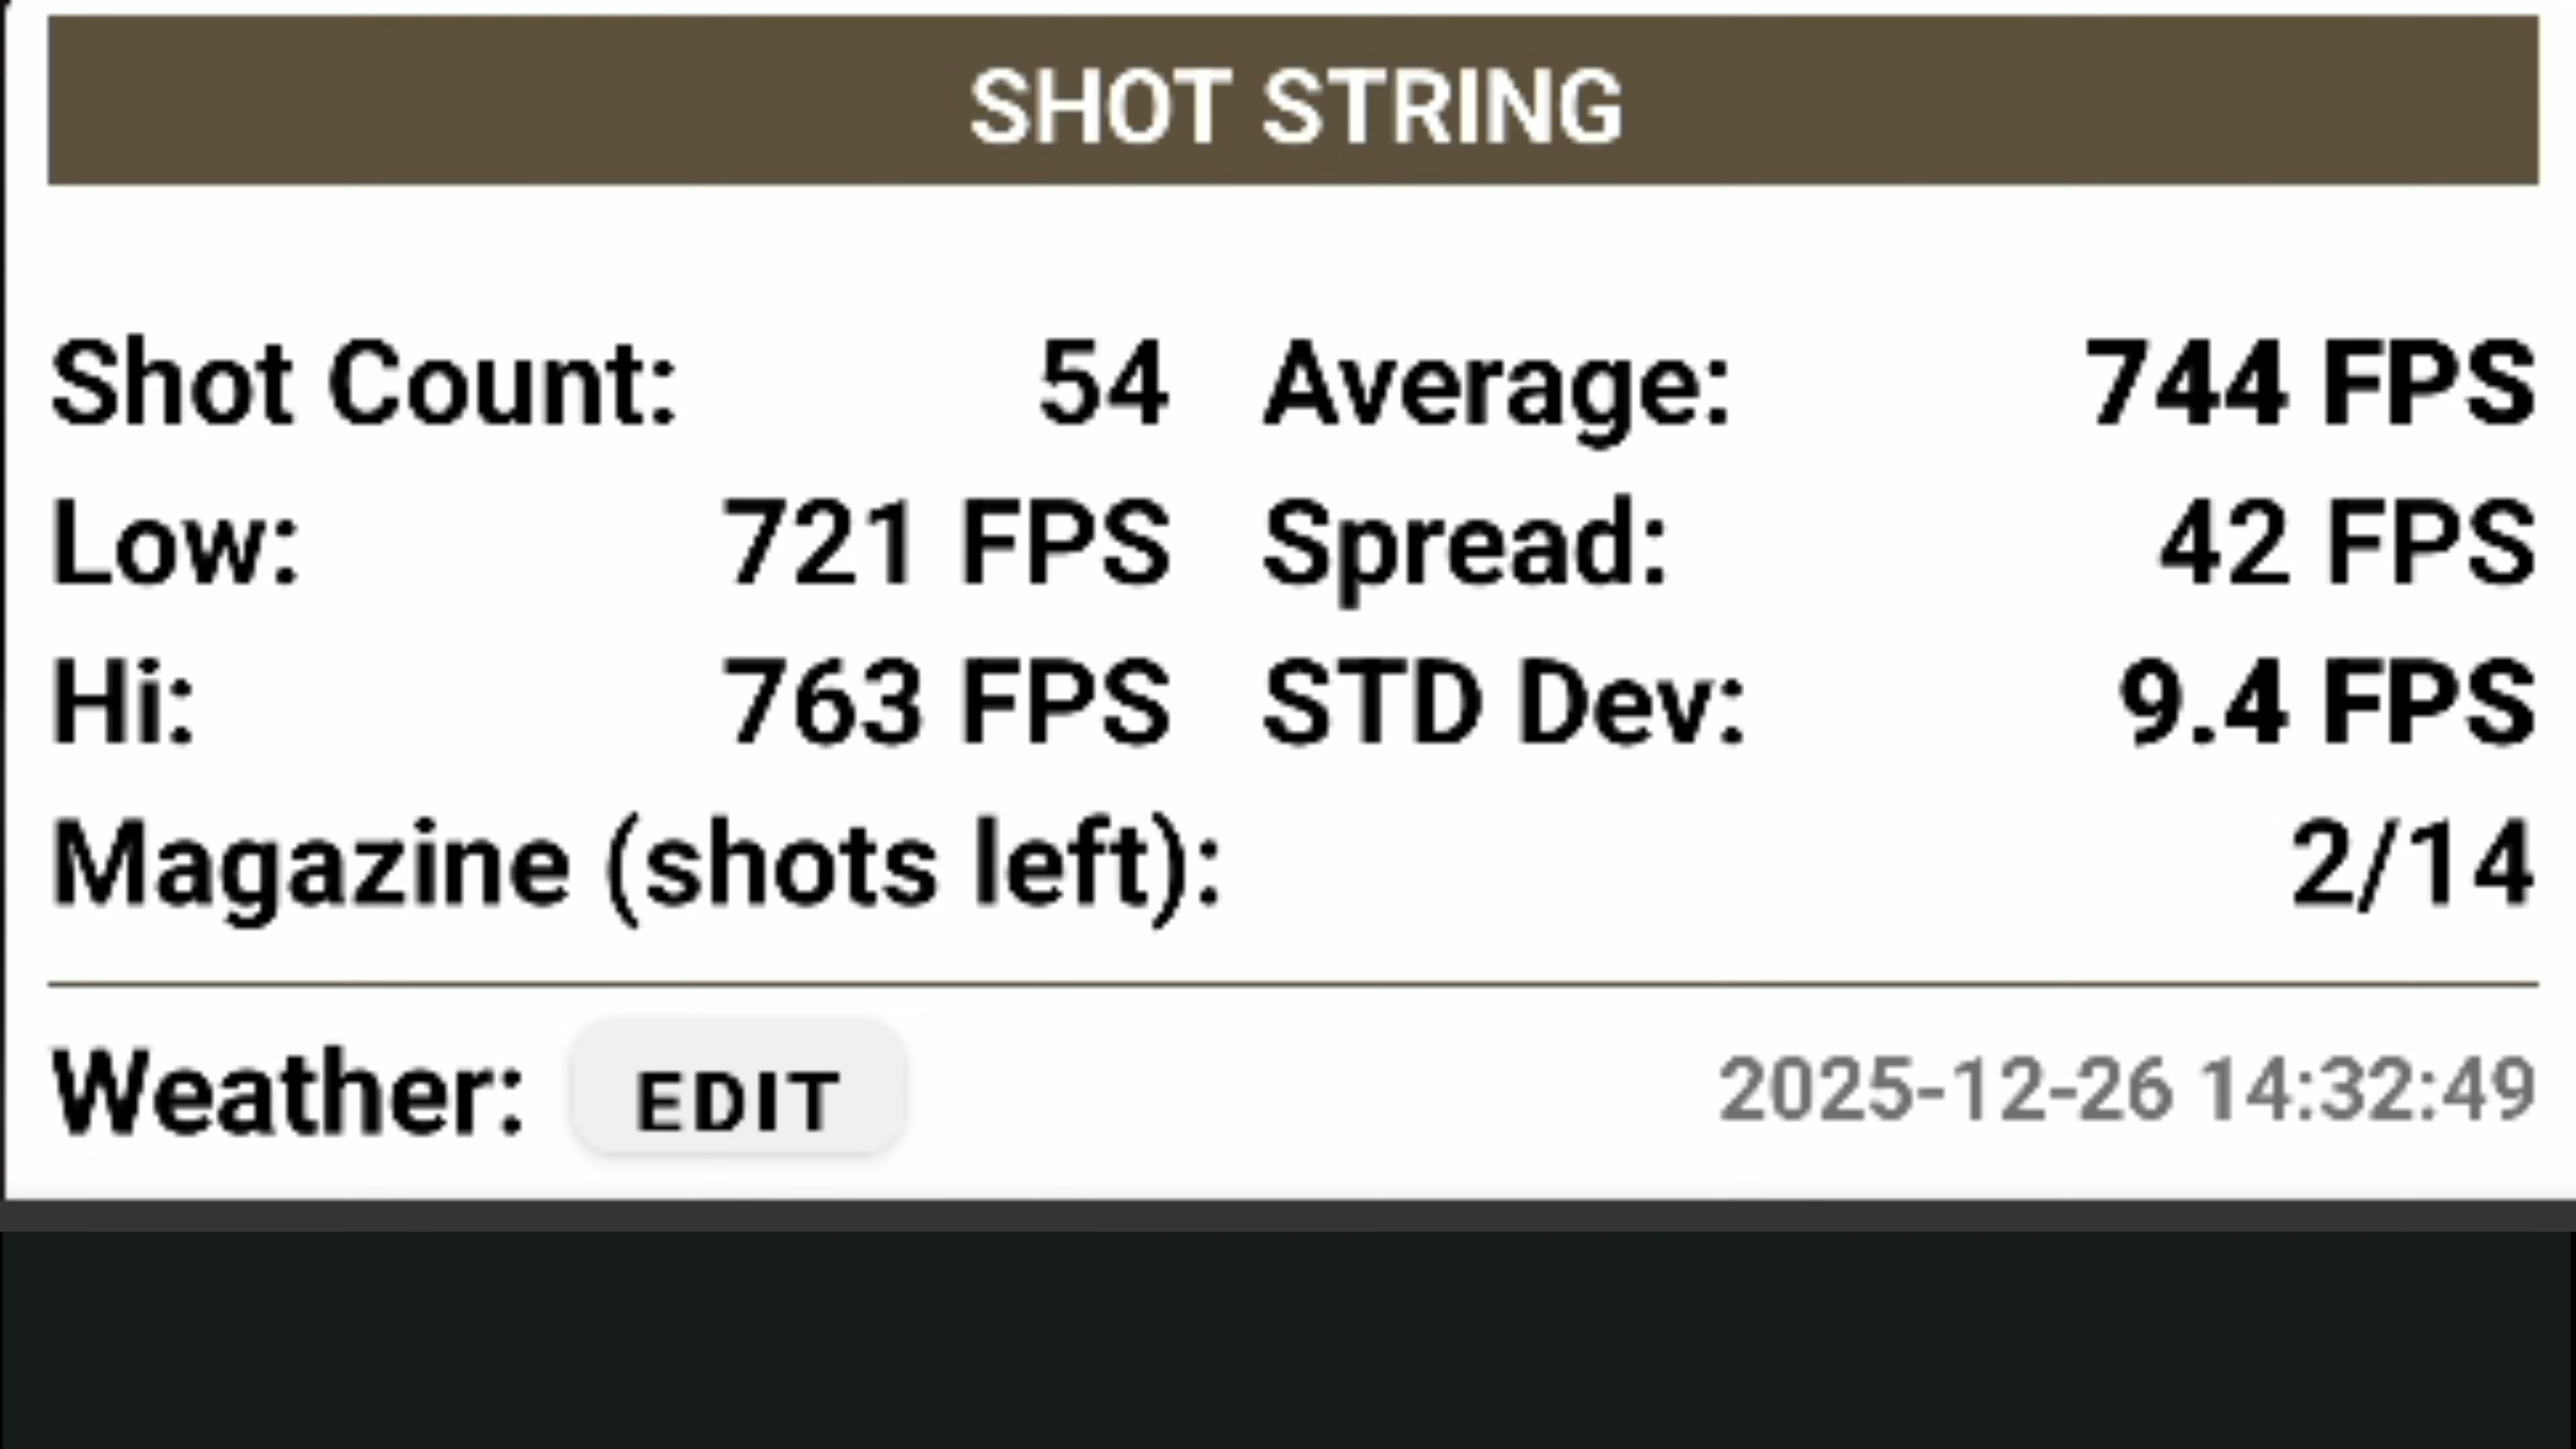 SHOT STRING
Shot Count: 54 Average: 744 FPS
Low: 721 FPS Spread: 42 FPS
Hi: 763 FPS STD Dev: 9.4 FPS
Magazine (shots left): 2/14
Weather: EDIT 2025-12-26 14:32:49